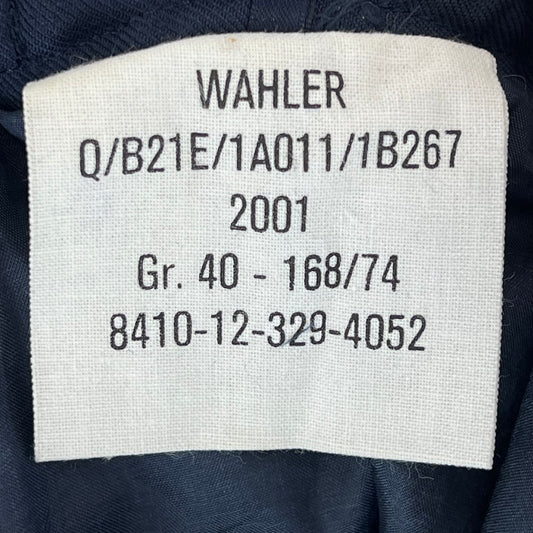 WAHLER
Q/B21E/1A011/1B267
2001
Gr. 40 - 168/74
8410-12-329-4052